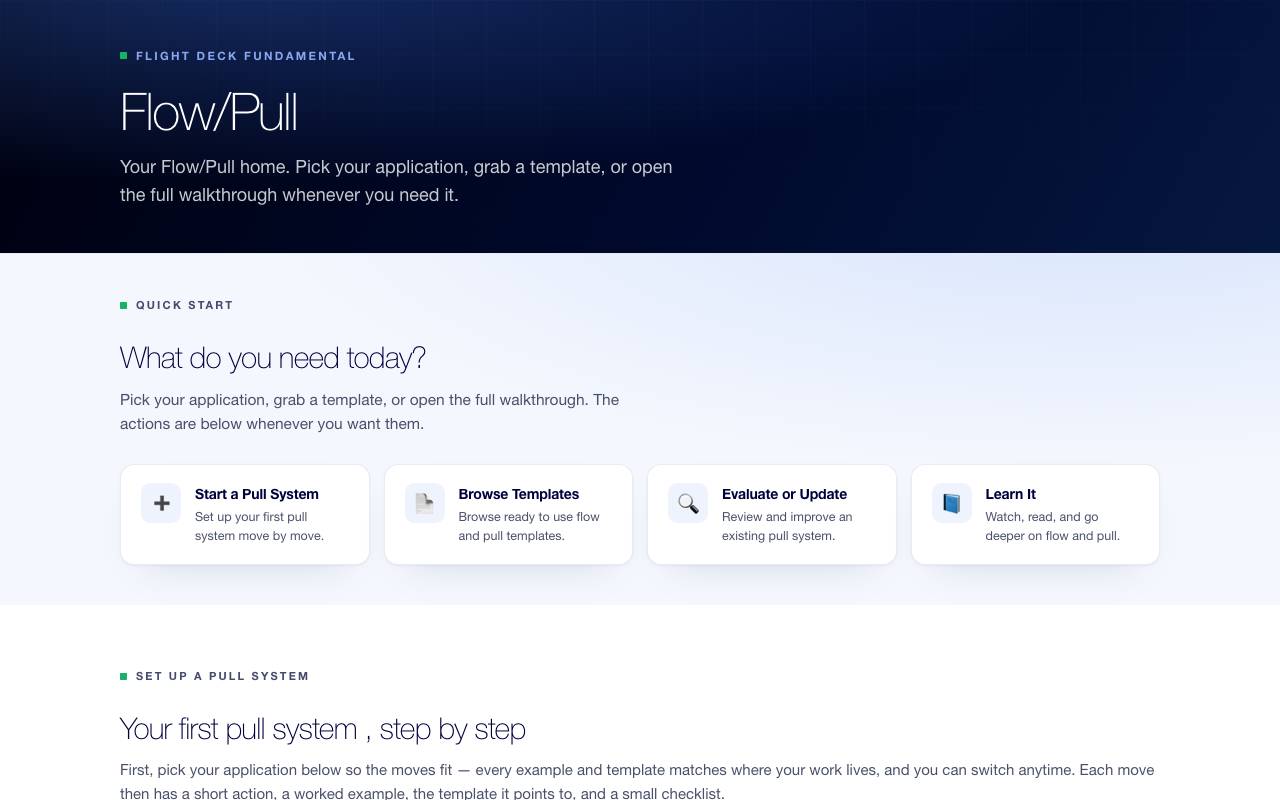 FLIGHT DECK FUNDAMENTAL
Flow/Pull
Your Flow/Pull home. Pick your application, grab a template, or open
the full walkthrough whenever you need it.
QUICK START
What do you need today?
Pick your application, grab a template, or open the full walkthrough. The
actions are below whenever you want them.
Start a Pull System
Set up your first pull
system move by move.
Browse Templates
Browse ready to use flow
and pull templates.
Evaluate or Update
Review and improve an
existing pull system.
Learn It
Watch, read, and go
deeper on flow and pull.
SET UP A PULL SYSTEM
Your first pull system , step by step
First, pick your application below so the moves fit — every example and template matches where your work lives, and you can switch anytime. Each move
then has a short action, a worked example, the template it points to, and a small checklist.